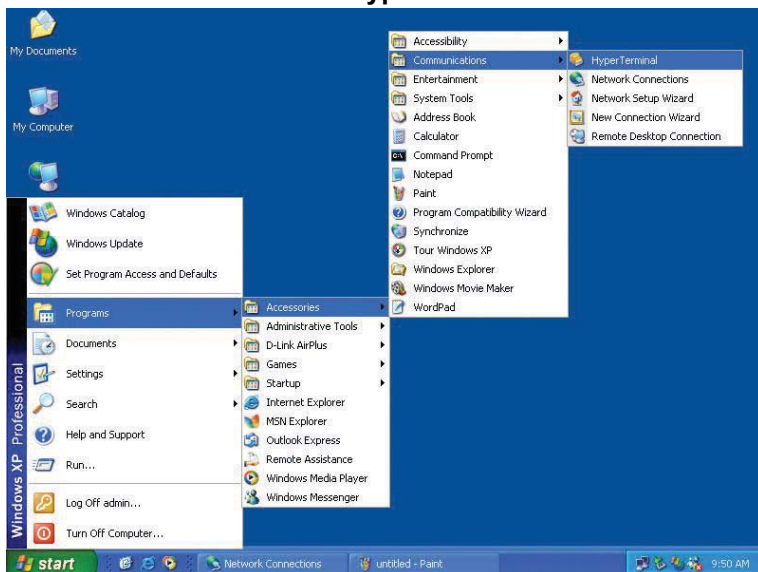 My Documents
My Computer
Windows Catalog
Windows Update
Set Program Access and Defaults
Programs
Documents
Settings
Search
Help and Support
Run...
Log Off admin...
Turn Off Computer...
Windows XP Professional
Accessories
Administrative Tools
D-Link AirPlus
Games
Startup
Internet Explorer
MSN Explorer
Outlook Express
Remote Assistance
Windows Media Player
Windows Messenger
Accessibility
Communications
Entertainment
System Tools
Address Book
Calculator
Command Prompt
Notepad
Paint
Program Compatibility Wizard
Synchronize
Tour Windows XP
Windows Explorer
Windows Movie Maker
WordPad
HyperTerminal
Network Connections
Network Setup Wizard
New Connection Wizard
Remote Desktop Connection
start
Network Connections
untitled - Paint
9:50 AM